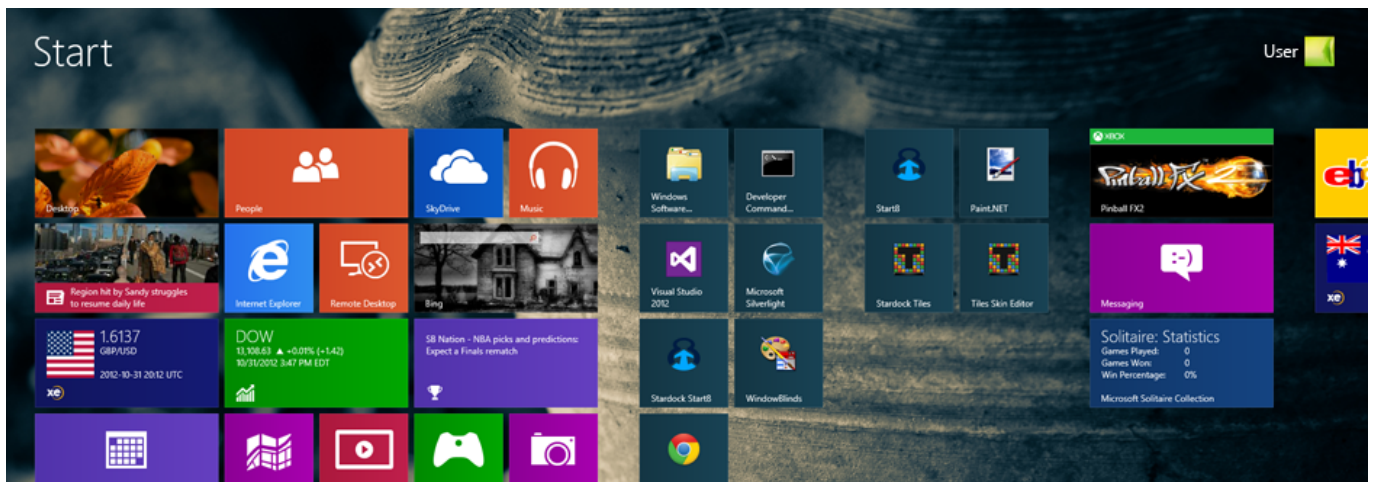 Start
User
Desktop
People
SkyDrive
Music
Windows
Software...
Developer
Command...
Start8
Paint.NET
XBOX
Pinball FX 2
Pinball FX2
eb
Region hit by Sandy struggles
to resume daily life
Internet Explorer
Remote Desktop
Bing
Visual Studio
2012
Microsoft
Silverlight
Stardock Tiles
Tiles Skin Editor
:-)
Messaging
xe
1.6137
GBP/USD
2012-10-31 20:12 UTC
xe
DOW
13,108.63 ▲ +0.01% (+1.42)
10/31/2012 3:47 PM EDT
SB Nation - NBA picks and predictions:
Expect a Finals rematch
Stardock Start8
WindowBlinds
Solitaire: Statistics
Games Played: 0
Games Won: 0
Win Percentage: 0%
Microsoft Solitaire Collection